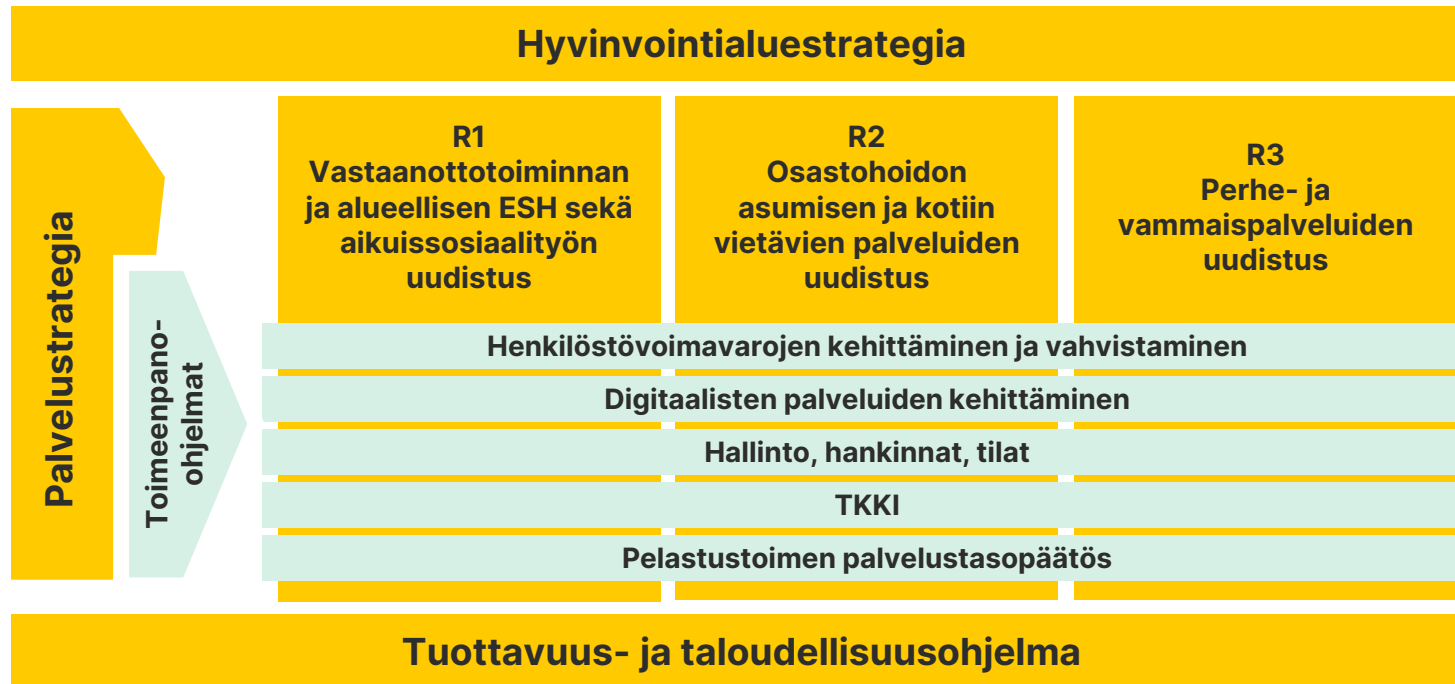 Hyvinvointialuestrategia
Palvelustrategia
Toimeenpano-
ohjelmat
R1
Vastaanottotoiminnan
ja alueellisen ESH sekä
aikuissosiaalityön
uudistus
R2
Osastohoidon
asumisen ja kotiin
vietävien palveluiden
uudistus
R3
Perhe- ja
vammaispalveluiden
uudistus
Henkilöstövoimavarojen kehittäminen ja vahvistaminen
Digitaalisten palveluiden kehittäminen
Hallinto, hankinnat, tilat
TKKI
Pelastustoimen palvelustasopäätös
Tuottavuus- ja taloudellisuusohjelma